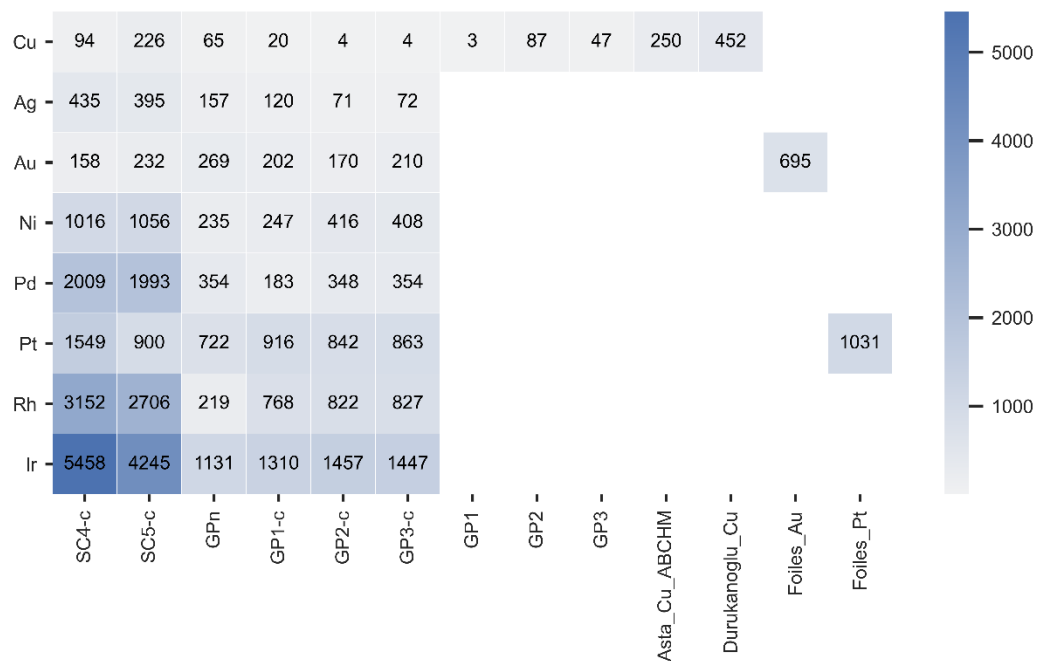 Cu 94 226 65 20 4 4 3 87 47 250 452
Ag 435 395 157 120 71 72
Au 158 232 269 202 170 210 695
Ni 1016 1056 235 247 416 408
Pd 2009 1993 354 183 348 354
Pt 1549 900 722 916 842 863 1031
Rh 3152 2706 219 768 822 827
Ir 5458 4245 1131 1310 1457 1447
SC4-c
SC5-c
GPn
GP1-c
GP2-c
GP3-c
GP1
GP2
GP3
Asta_Cu_ABCHM
Durukanoglu_Cu
Foiles_Au
Foiles_Pt
5000
4000
3000
2000
1000